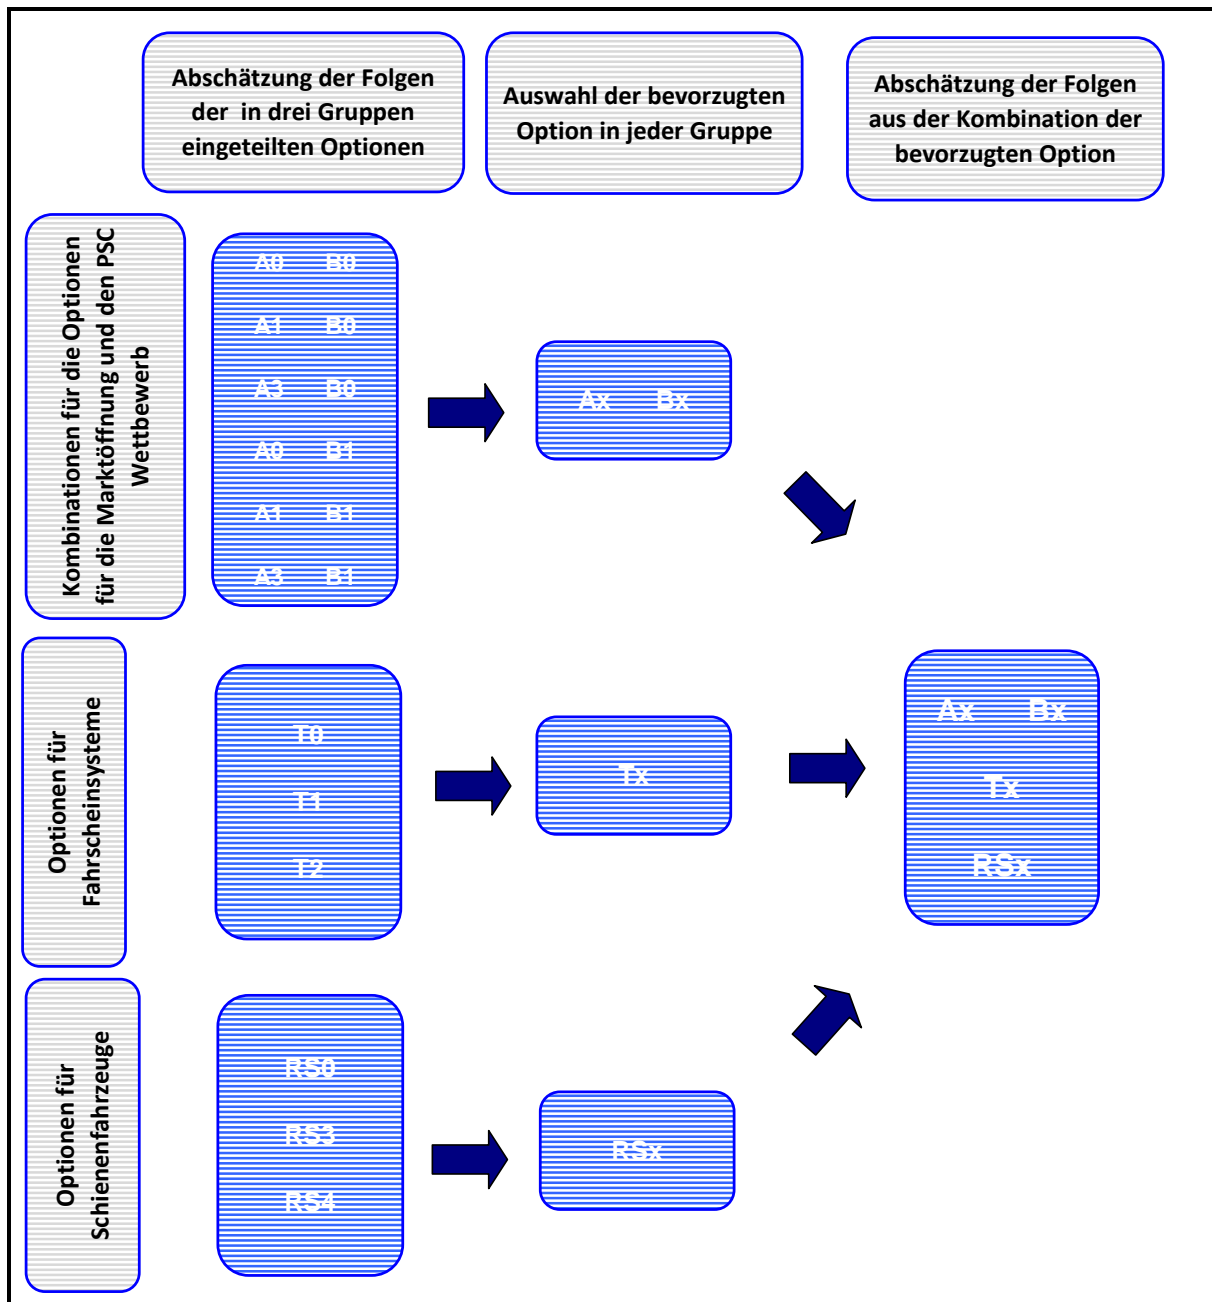 Abschätzung der Folgen
der in drei Gruppen
eingeteilten Optionen
Auswahl der bevorzugten
Option in jeder Gruppe
Abschätzung der Folgen
aus der Kombination der
bevorzugten Option
Kombinationen für die Optionen
für die Marktöffnung und den PSC
Wettbewerb
A0 B0
A1 B0
A3 B0
A0 B1
A1 B1
A3 B1
Ax Bx
Optionen für
Fahrscheinsysteme
T0
T1
T2
Tx
Ax Bx
Tx
RSx
Optionen für
Schienenfahrzeuge
RS0
RS3
RS4
RSx